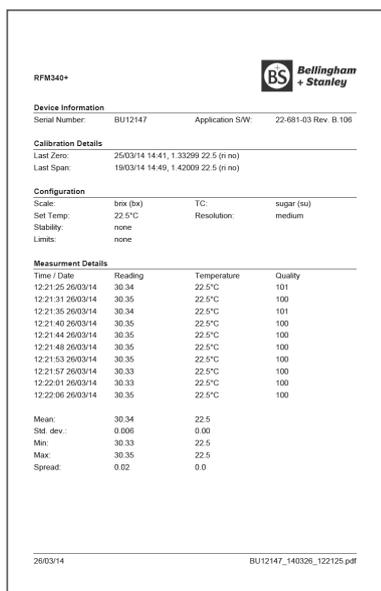 Bellingham
+ Stanley
BS
RFM340+
Device Information
Serial Number: BU12147 Application S/W: 22-681-03 Rev. B.106
Calibration Details
Last Zero: 25/03/14 14:41, 1.33299 22.5 (ri no)
Last Span: 19/03/14 14:49, 1.42009 22.5 (ri no)
Configuration
Scale: brix (bx) TC: sugar (su)
Set Temp: 22.5°C Resolution: medium
Stability: none
Limits: none
Measurment Details
Time / Date Reading Temperature Quality
12:21:25 26/03/14 30.34 22.5°C 101
12:21:31 26/03/14 30.35 22.5°C 100
12:21:35 26/03/14 30.34 22.5°C 101
12:21:40 26/03/14 30.35 22.5°C 100
12:21:44 26/03/14 30.35 22.5°C 100
12:21:48 26/03/14 30.35 22.5°C 100
12:21:53 26/03/14 30.35 22.5°C 100
12:21:57 26/03/14 30.33 22.5°C 100
12:22:01 26/03/14 30.33 22.5°C 100
12:22:06 26/03/14 30.35 22.5°C 100
Mean: 30.34 22.5
Std. dev.: 0.006 0.00
Min: 30.33 22.5
Max: 30.35 22.5
Spread: 0.02 0.0
26/03/14 BU12147_140326_122125.pdf